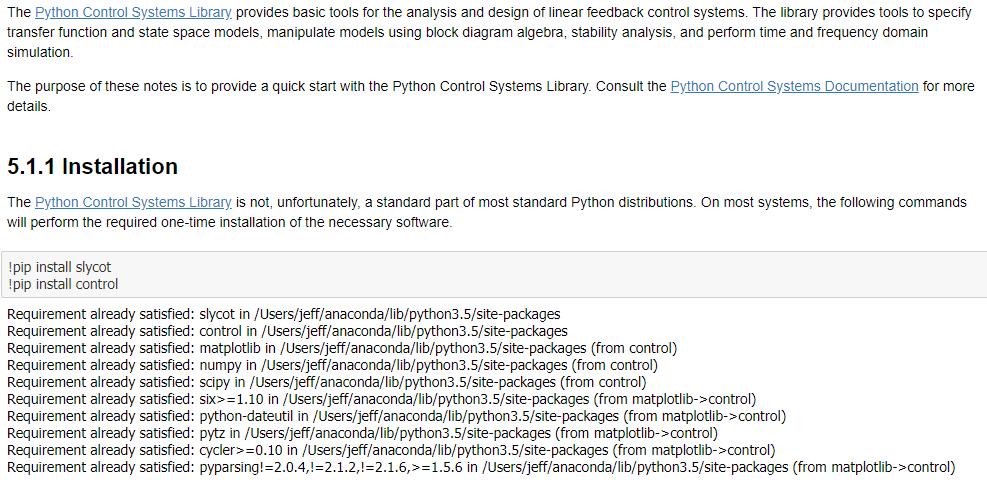 The Python Control Systems Library provides basic tools for the analysis and design of linear feedback control systems. The library provides tools to specify
transfer function and state space models, manipulate models using block diagram algebra, stability analysis, and perform time and frequency domain
simulation.
The purpose of these notes is to provide a quick start with the Python Control Systems Library. Consult the Python Control Systems Documentation for more
details.
5.1.1 Installation
The Python Control Systems Library is not, unfortunately, a standard part of most standard Python distributions. On most systems, the following commands
will perform the required one-time installation of the necessary software.
!pip install slycot
!pip install control
Requirement already satisfied: slycot in /Users/jeff/anaconda/lib/python3.5/site-packages
Requirement already satisfied: control in /Users/jeff/anaconda/lib/python3.5/site-packages
Requirement already satisfied: matplotlib in /Users/jeff/anaconda/lib/python3.5/site-packages (from control)
Requirement already satisfied: numpy in /Users/jeff/anaconda/lib/python3.5/site-packages (from control)
Requirement already satisfied: scipy in /Users/jeff/anaconda/lib/python3.5/site-packages (from control)
Requirement already satisfied: six>=1.10 in /Users/jeff/anaconda/lib/python3.5/site-packages (from matplotlib->control)
Requirement already satisfied: python-dateutil in /Users/jeff/anaconda/lib/python3.5/site-packages (from matplotlib->control)
Requirement already satisfied: pytz in /Users/jeff/anaconda/lib/python3.5/site-packages (from matplotlib->control)
Requirement already satisfied: cycler>=0.10 in /Users/jeff/anaconda/lib/python3.5/site-packages (from matplotlib->control)
Requirement already satisfied: pyparsing!=2.0.4,!=2.1.2,!=2.1.6,>=1.5.6 in /Users/jeff/anaconda/lib/python3.5/site-packages (from matplotlib->control)